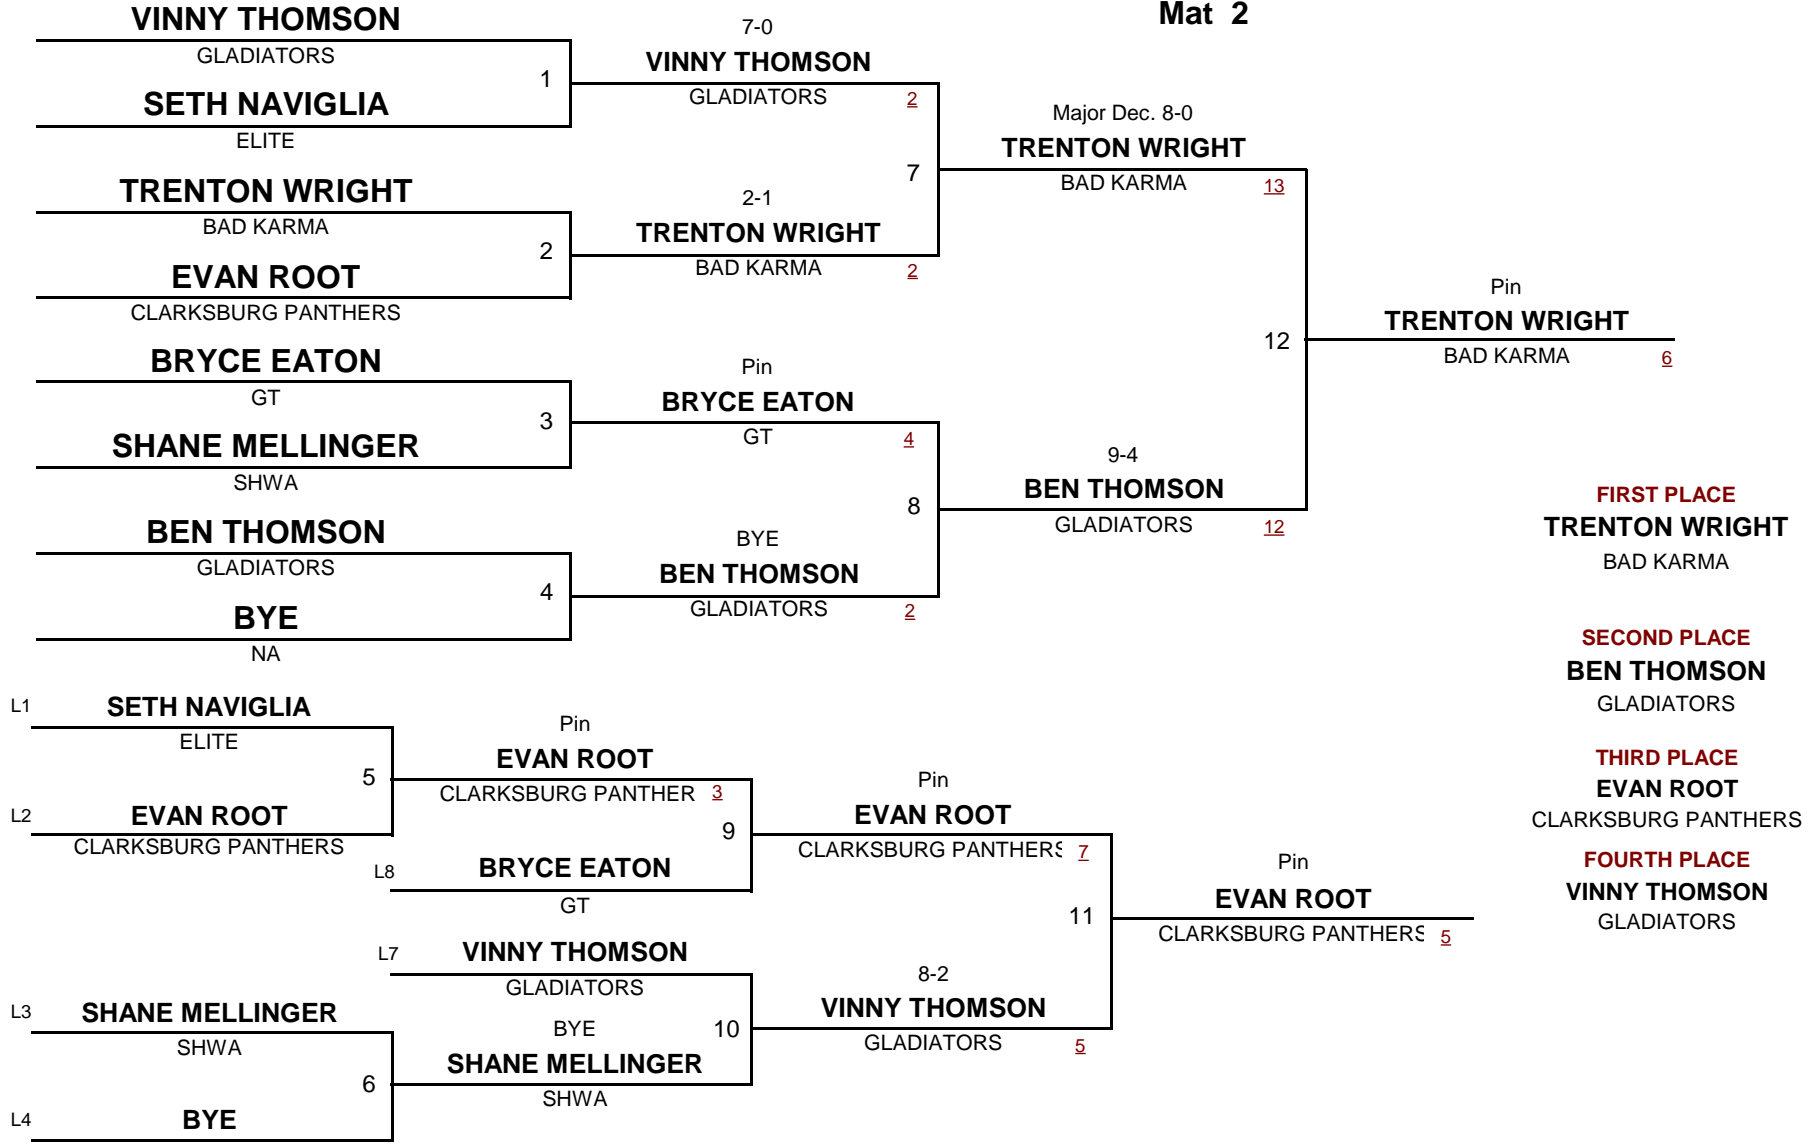 Mat 2
VINNY THOMSON
GLADIATORS
1
SETH NAVIGLIA
ELITE
7-0
VINNY THOMSON
GLADIATORS 2
TRENTON WRIGHT
BAD KARMA
2
EVAN ROOT
CLARKSBURG PANTHERS
2-1
TRENTON WRIGHT
BAD KARMA 2
7
Major Dec. 8-0
TRENTON WRIGHT
BAD KARMA 13
BRYCE EATON
GT
3
SHANE MELLINGER
SHWA
Pin
BRYCE EATON
GT 4
BEN THOMSON
GLADIATORS
4
BYE
NA
BYE
BEN THOMSON
GLADIATORS 2
8
9-4
BEN THOMSON
GLADIATORS 12
12
Pin
TRENTON WRIGHT
BAD KARMA 6
FIRST PLACE
TRENTON WRIGHT
BAD KARMA
SECOND PLACE
BEN THOMSON
GLADIATORS
THIRD PLACE
EVAN ROOT
CLARKSBURG PANTHERS
FOURTH PLACE
VINNY THOMSON
GLADIATORS
L1 SETH NAVIGLIA
ELITE
5
L2 EVAN ROOT
CLARKSBURG PANTHERS
Pin
EVAN ROOT
CLARKSBURG PANTHER 3
9
L8 BRYCE EATON
GT
Pin
EVAN ROOT
CLARKSBURG PANTHERS 7
L7 VINNY THOMSON
GLADIATORS
L3 SHANE MELLINGER
SHWA
6
L4 BYE
BYE
SHANE MELLINGER
SHWA
10
8-2
VINNY THOMSON
GLADIATORS 5
11
Pin
EVAN ROOT
CLARKSBURG PANTHERS 5